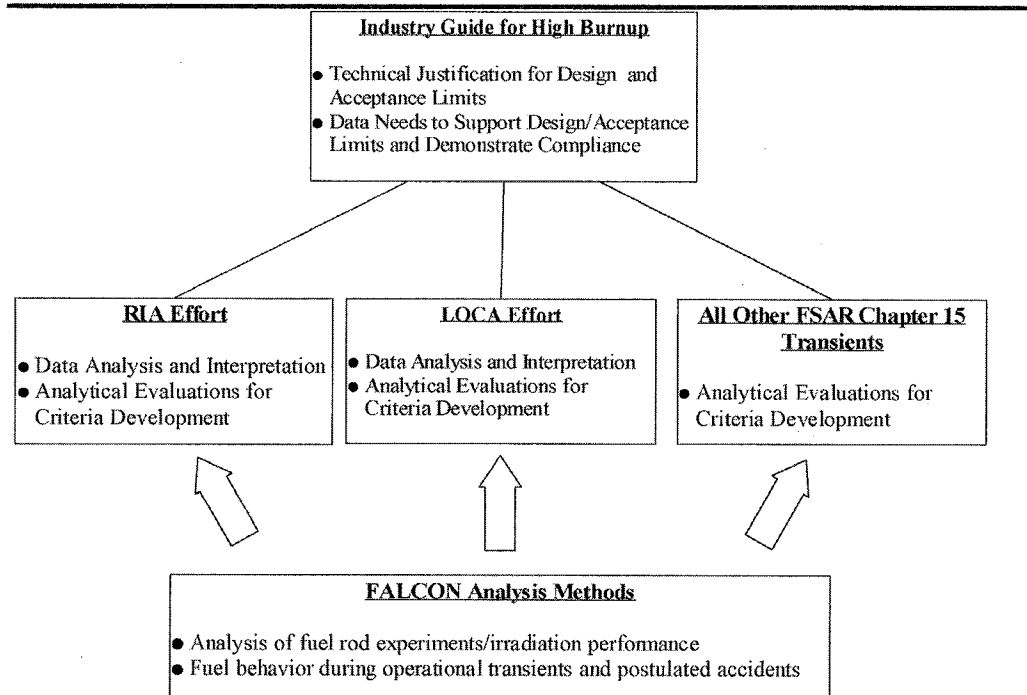 Industry Guide for High Burnup
● Technical Justification for Design and
Acceptance Limits
● Data Needs to Support Design/Acceptance
Limits and Demonstrate Compliance
RIA Effort
● Data Analysis and Interpretation
● Analytical Evaluations for
Criteria Development
LOCA Effort
● Data Analysis and Interpretation
● Analytical Evaluations for
Criteria Development
All Other FSAR Chapter 15
Transients
● Analytical Evaluations for
Criteria Development
FALCON Analysis Methods
● Analysis of fuel rod experiments/irradiation performance
● Fuel behavior during operational transients and postulated accidents